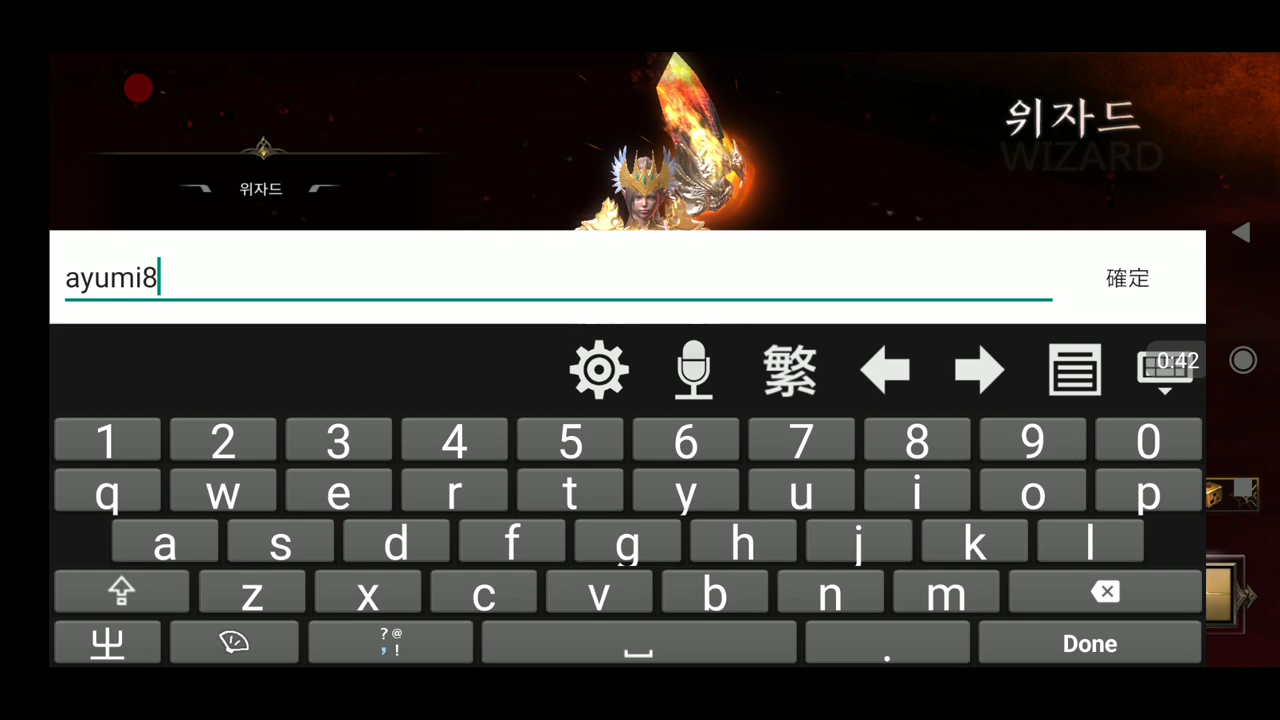 위자드
WIZARD
위자드
ayumi8
確定
繁
0:42
1 2 3 4 5 6 7 8 9 0
q w e r t y u i o p
a s d f g h j k l
z x c v b n m
㞢 ?@,! . Done